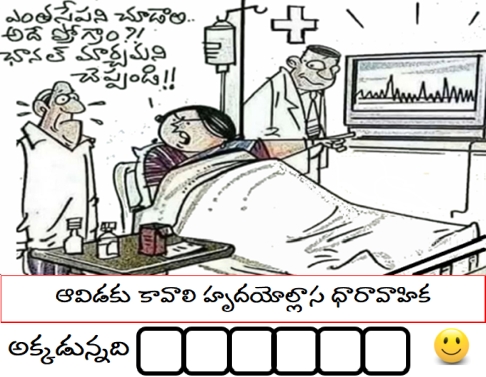 ఎంతసేపని చూడాలి..
అదే ప్రోగ్రాం?!
ఛానల్ మార్చమని
చెప్పండి!!
ఆవిడకు కావాలి హృదయోల్లాస ధారావాహిక
అక్కడున్నది